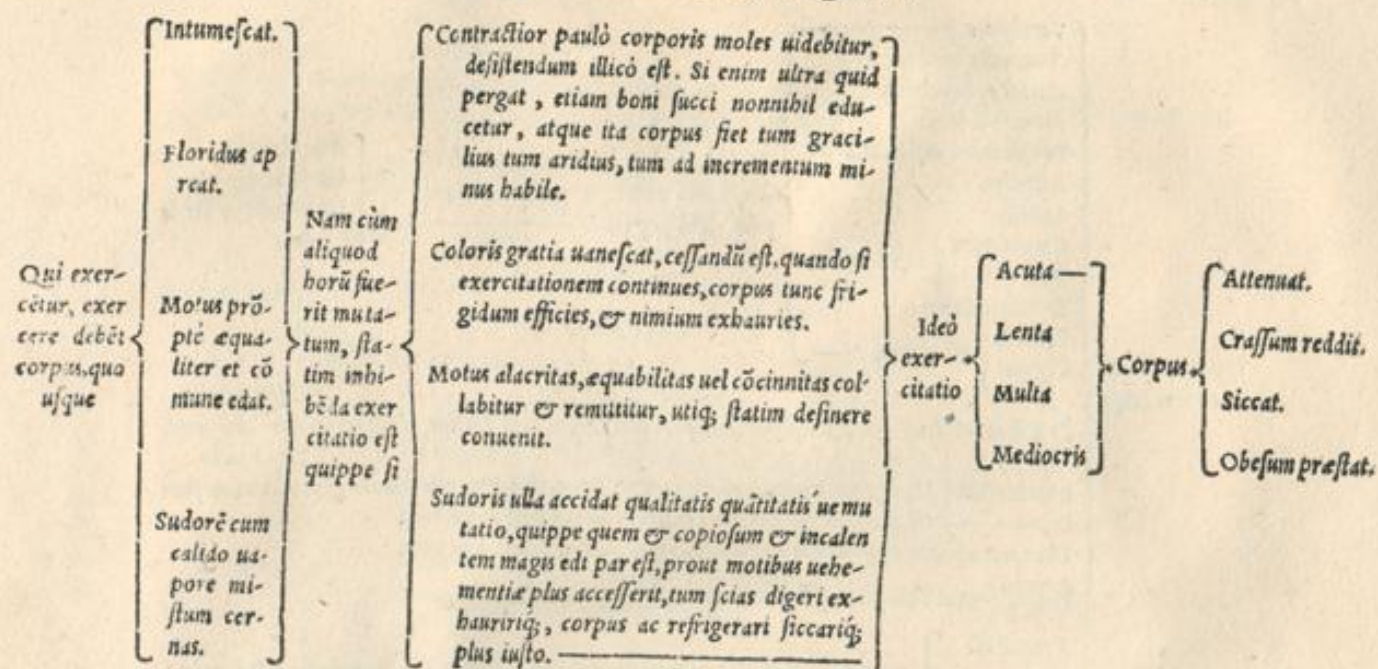 Qui exer-
cētur, exer
cere debēt
corpus, quo
uſque
Intumeſcat.
Floridus ap
reat.
Motus prō-
ptè æqua-
liter et cō
mune edat.
Sudorē cum
calido ua-
pore mi-
ſtum cer-
nas.
Nam cùm
aliquod
horū fue-
rit muta-
tum, ſta-
tim inhi-
bēda exer
citatio eſt
quippe ſi
Contractior paulò corporis moles uidebitur,
deſiſtendum illicò eſt. Si enim ultra quid
pergat, etiam boni ſucci nonnihil edu-
cetur, atque ita corpus fiet tum graci-
lius tum aridius, tum ad incrementum mi-
nus habile.
Coloris gratia uaneſcat, ceſſandū eſt, quando ſi
exercitationem continues, corpus tunc fri-
gidum efficies, & nimium exhauries.
Motus alacritas, æquabilitas uel cōcinnitas col-
labitur & remittitur, utiq; ſtatim deſinere
conuenit.
Sudoris ulla accidat qualitatis quātitatis ue mu
tatio, quippe quem & copioſum & incalen
tem magis edi par eſt, prout motibus uehe-
mentiæ plus acceſſerit, tum ſcias digeri ex-
hauririq;, corpus ac refrigerari ſiccariq;
plus iuſto.
Ideò
exer-
citatio
Acuta
Lenta
Multa
Mediocris
Corpus
Attenuat.
Craſſum reddit.
Siccat.
Obeſum præſtat.